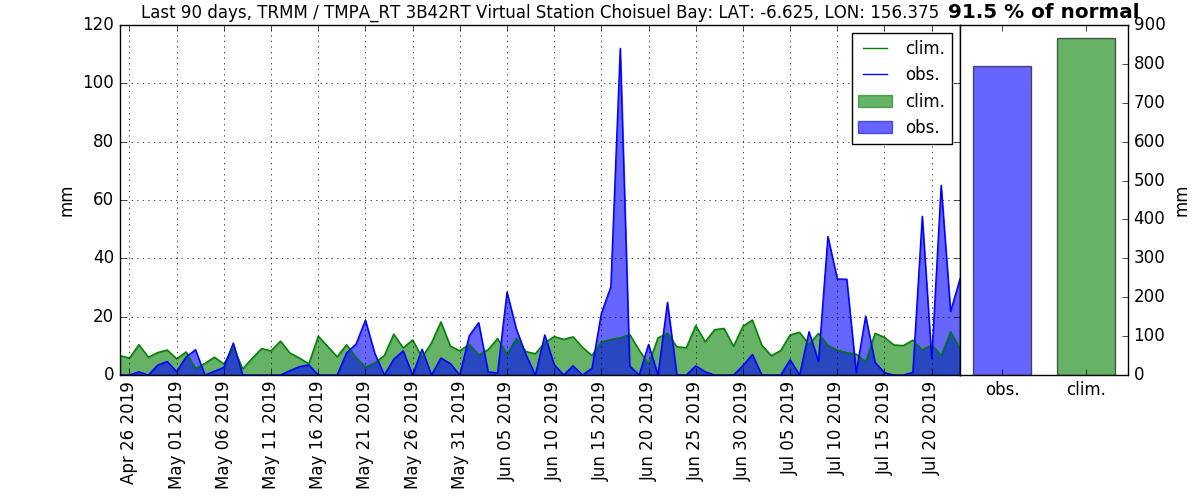 Last 90 days, TRMM / TMPA_RT 3B42RT Virtual Station Choisuel Bay: LAT: -6.625, LON: 156.375
91.5 % of normal
120
100
80
60
40
20
0
mm
clim.
obs.
clim.
obs.
900
800
700
600
500
400
300
200
100
0
mm
Apr 26 2019
May 01 2019
May 06 2019
May 11 2019
May 16 2019
May 21 2019
May 26 2019
May 31 2019
Jun 05 2019
Jun 10 2019
Jun 15 2019
Jun 20 2019
Jun 25 2019
Jun 30 2019
Jul 05 2019
Jul 10 2019
Jul 15 2019
Jul 20 2019
obs.
clim.